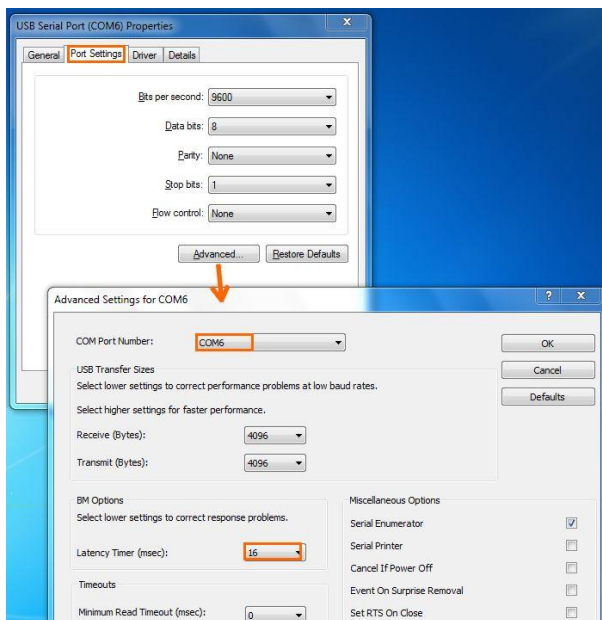 USB Serial Port (COM6) Properties
General Port Settings Driver Details
Bits per second: 9600
Data bits: 8
Parity: None
Stop bits: 1
Flow control: None
Advanced... Restore Defaults
Advanced Settings for COM6
COM Port Number: COM6
OK
USB Transfer Sizes
Cancel
Select lower settings to correct performance problems at low baud rates.
Defaults
Select higher settings for faster performance.
Receive (Bytes): 4096
Transmit (Bytes): 4096
BM Options
Select lower settings to correct response problems.
Latency Timer (msec): 16
Timeouts
Minimum Read Timeout (msec): 0
Miscellaneous Options
Serial Enumerator
Serial Printer
Cancel If Power Off
Event On Surprise Removal
Set RTS On Close